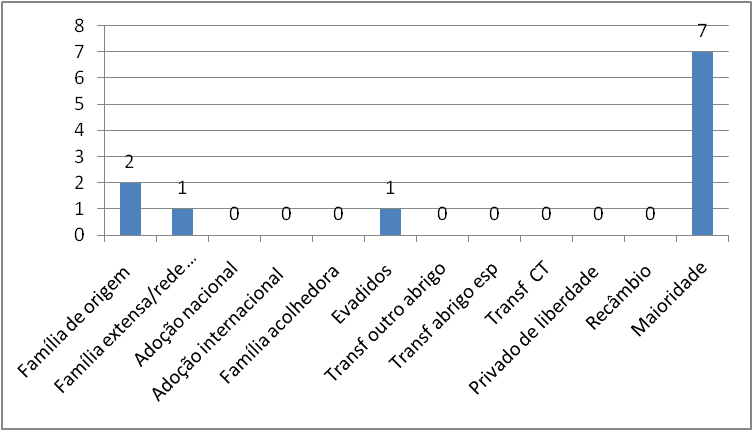 8
7
6
5
4
3
2
1
0
2
1
0
0
0
1
0
0
0
0
0
7
Família de origem
Família extensa/rede...
Adoção nacional
Adoção internacional
Família acolhedora
Evadidos
Transf outro abrigo
Transf abrigo esp
Transf CT
Privado de liberdade
Recâmbio
Maioridade